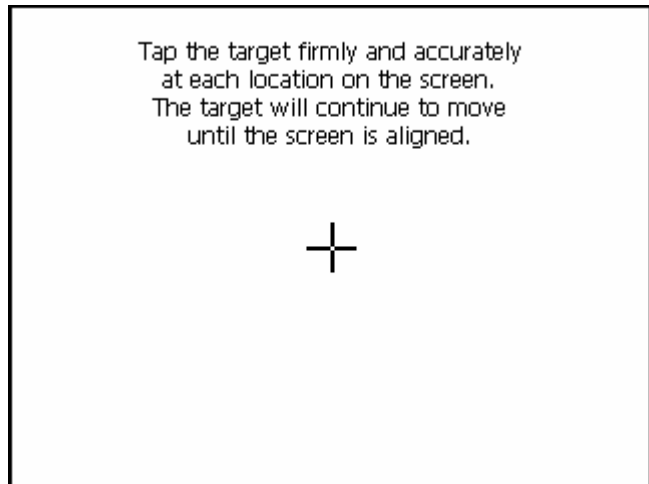 Tap the target firmly and accurately
at each location on the screen.
The target will continue to move
until the screen is aligned.